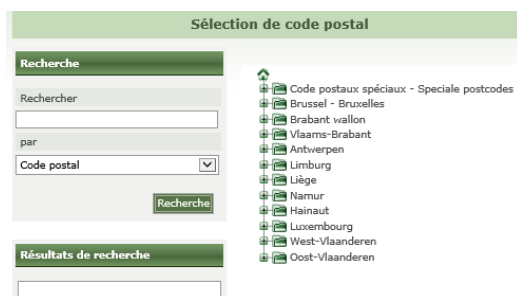 Sélection de code postal
Recherche
Rechercher
par
Code postal
Recherche
Résultats de recherche
Code postaux spéciaux - Speciale postcodes
Brussel - Bruxelles
Brabant wallon
Vlaams-Brabant
Antwerpen
Limburg
Liège
Namur
Hainaut
Luxembourg
West-Vlaanderen
Oost-Vlaanderen